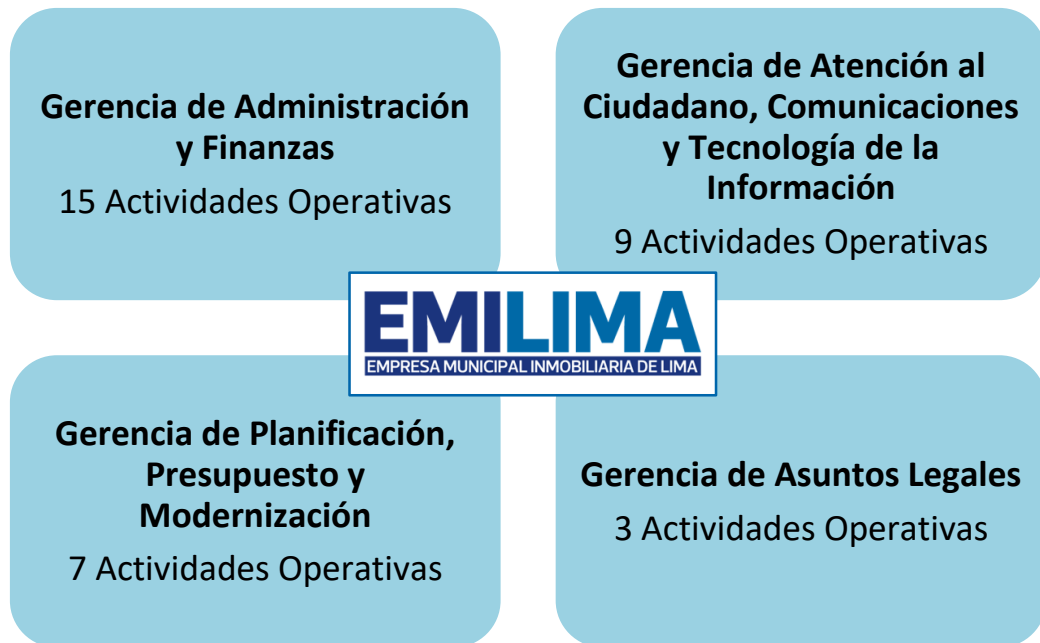 Gerencia de Administración
y Finanzas
15 Actividades Operativas
Gerencia de Atención al
Ciudadano, Comunicaciones
y Tecnología de la
Información
9 Actividades Operativas
EMILIMA
EMPRESA MUNICIPAL INMOBILIARIA DE LIMA
Gerencia de Planificación,
Presupuesto y
Modernización
7 Actividades Operativas
Gerencia de Asuntos Legales
3 Actividades Operativas